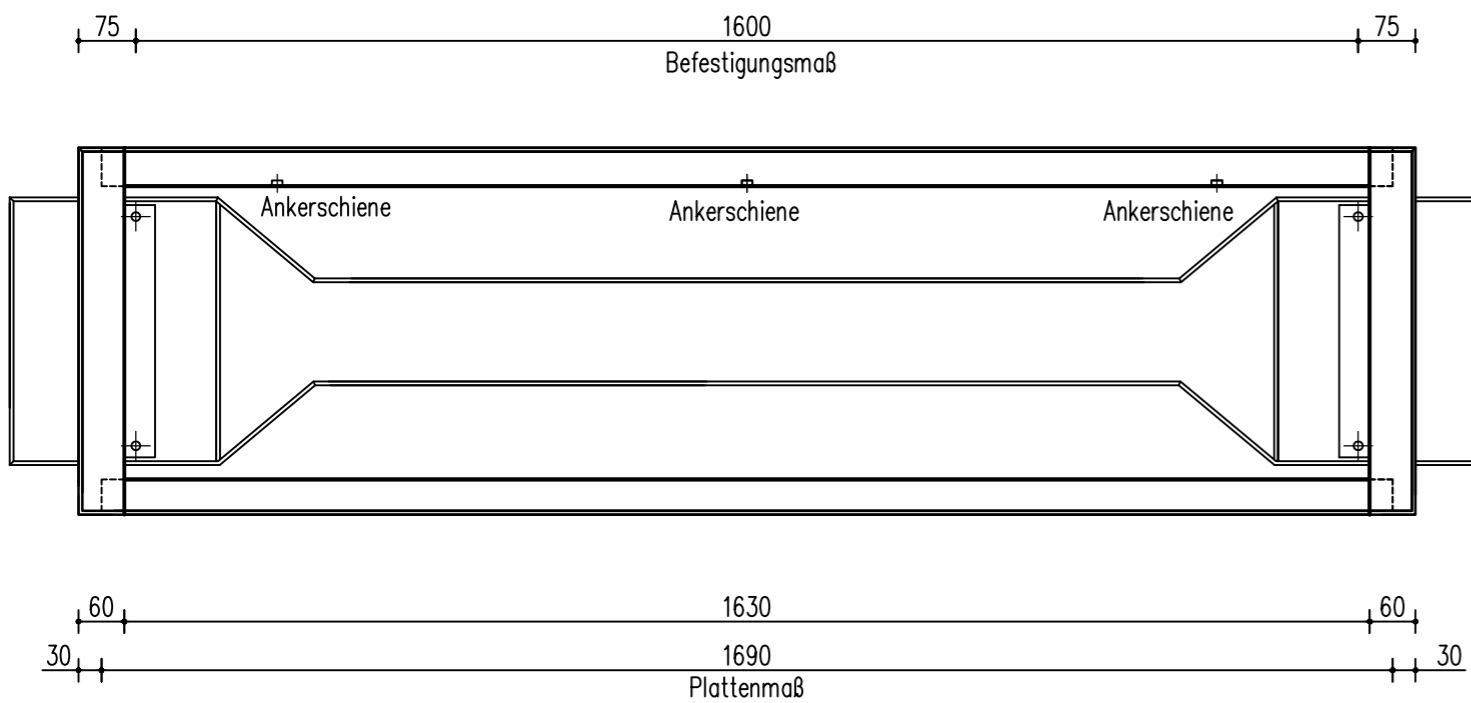 75 1600 75
Befestigungsmaß
Ankerschiene Ankerschiene Ankerschiene
60 1630 60
30 1690 30
Plattenmaß